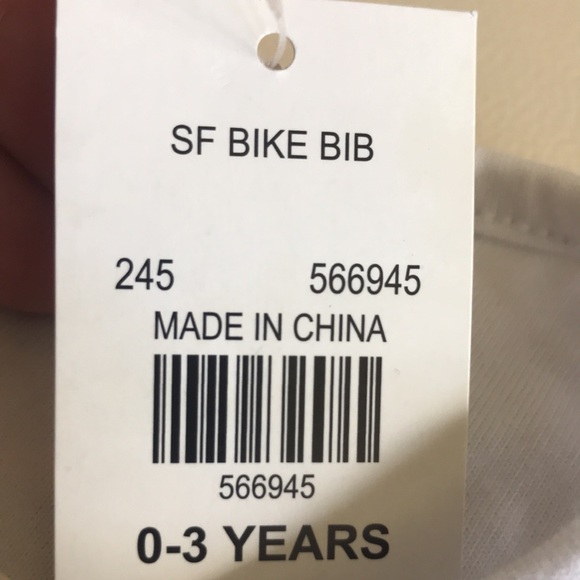 SF BIKE BIB
245 566945
MADE IN CHINA
566945
0-3 YEARS